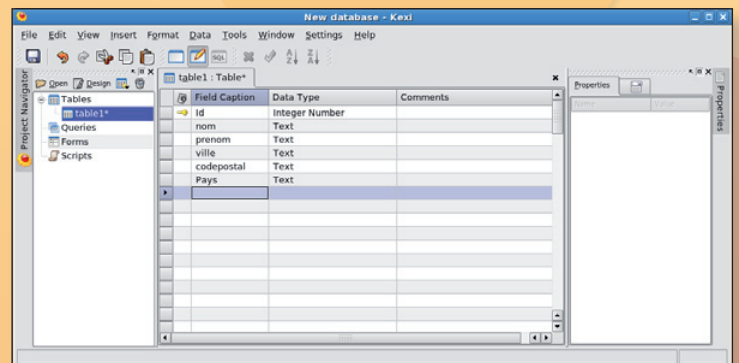 New database - Kexi
File Edit View Insert Format Data Tools Window Settings Help
SQL
Project Navigator
Open Design
Tables
table1*
Queries
Forms
Scripts
table1 : Table*
Field Caption Data Type Comments
Id Integer Number
nom Text
prenom Text
ville Text
codepostal Text
Pays Text
Properties
Name Value
Properties